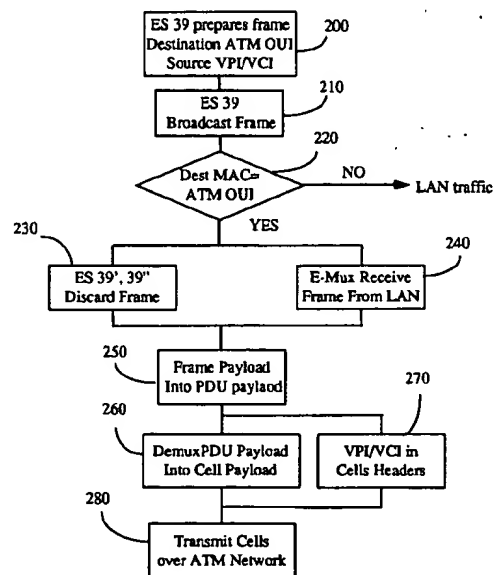 ES 39 prepares frame
Destination ATM OUI
Source VPI/VCI
200
210
ES 39
Broadcast Frame
220
Dest MAC=
ATM OUI
NO
LAN traffic
YES
230
240
ES 39', 39"
Discard Frame
E-Mux Receive
Frame From LAN
250
Frame Payload
Into PDU paylaod
260
270
DemuxPDU Payload
Into Cell Payload
VPI/VCI in
Cells Headers
280
Transmit Cells
over ATM Network